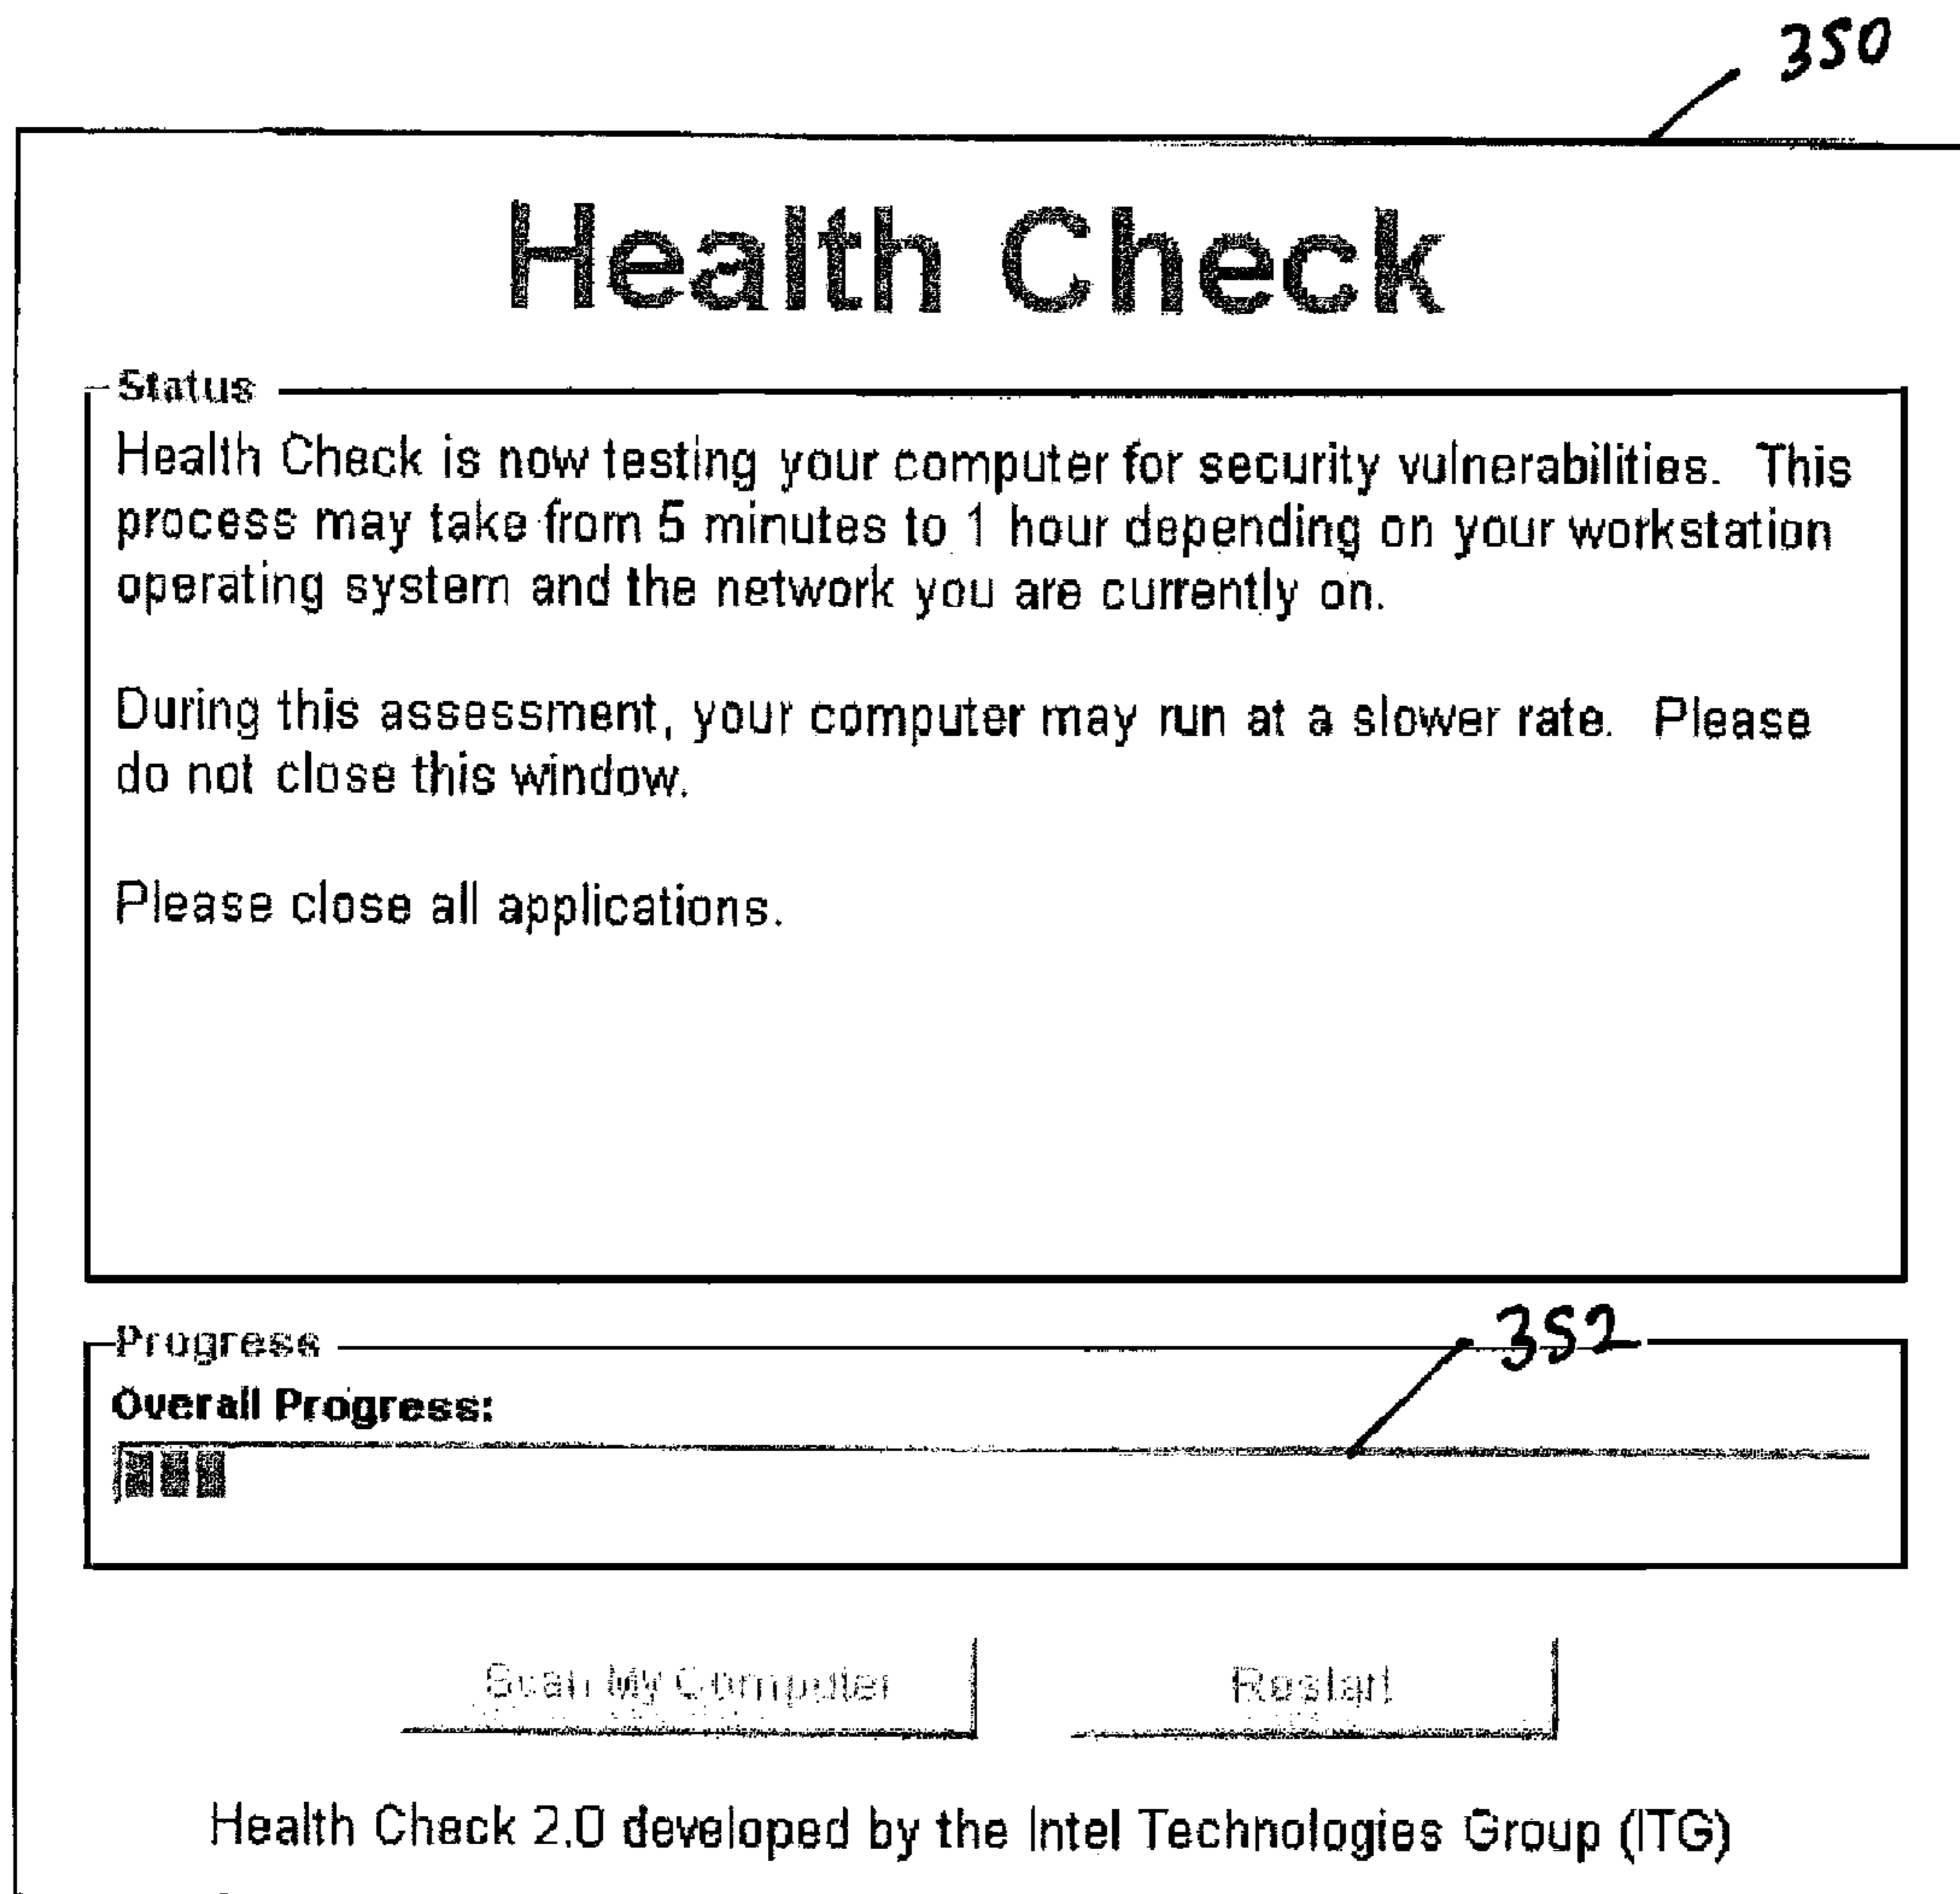 350
Health Check
Status
Health Check is now testing your computer for security vulnerabilities. This
process may take from 5 minutes to 1 hour depending on your workstation
operating system and the network you are currently on.
During this assessment, your computer may run at a slower rate. Please
do not close this window.
Please close all applications.
Progress
352
Overall Progress:
Scan My Computer
Restart
Health Check 2.0 developed by the Intel Technologies Group (ITG)